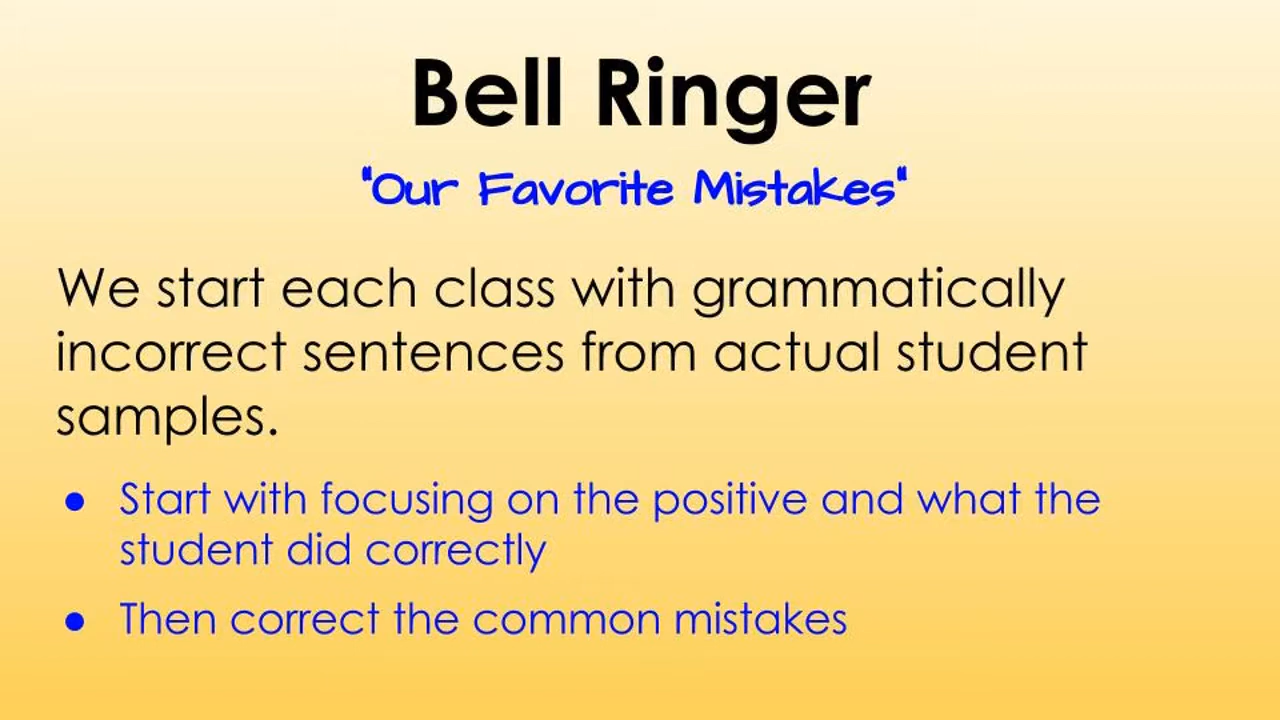 Bell Ringer
"Our Favorite Mistakes"
We start each class with grammatically
incorrect sentences from actual student
samples.
● Start with focusing on the positive and what the
student did correctly
● Then correct the common mistakes